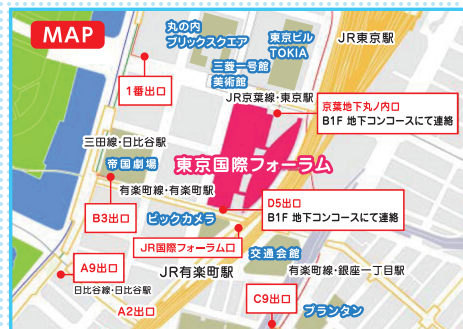 MAP
丸の内
ブリックスクエア
東京ビル
TOKIA
JR東京駅
三菱一号館
美術館
1番出口
JR京葉線・東京駅
京葉地下丸ノ内口
B1F 地下コンコースにて連絡
三田線・日比谷駅
帝国劇場
東京国際フォーラム
有楽町線・有楽町駅
D5出口
B1F 地下コンコースにて連絡
B3出口
ビックカメラ
JR国際フォーラム口
交通会館
A9出口
JR有楽町駅
有楽町線・銀座一丁目駅
日比谷線・日比谷駅
A2出口
C9出口
プランタン